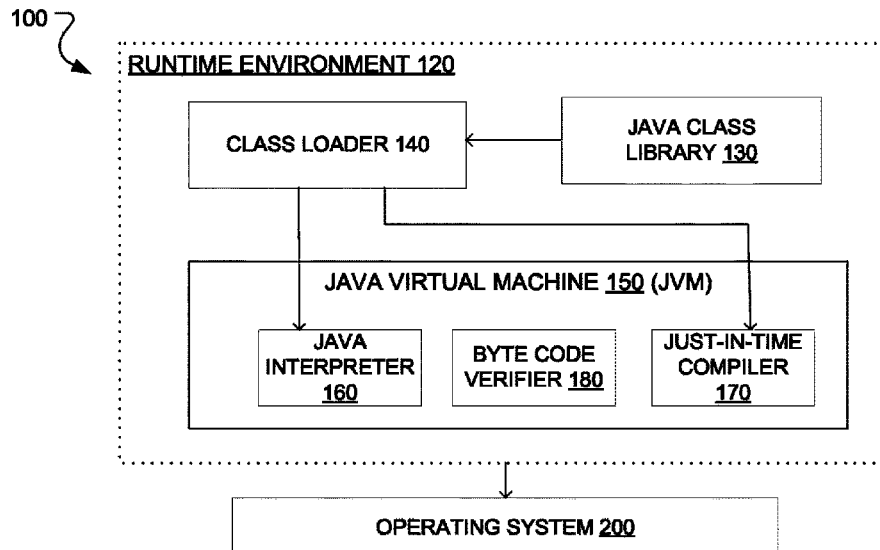 100
RUNTIME ENVIRONMENT 120
CLASS LOADER 140
JAVA CLASS
LIBRARY 130
JAVA VIRTUAL MACHINE 150 (JVM)
JAVA
INTERPRETER
160
BYTE CODE
VERIFIER 180
JUST-IN-TIME
COMPILER
170
OPERATING SYSTEM 200